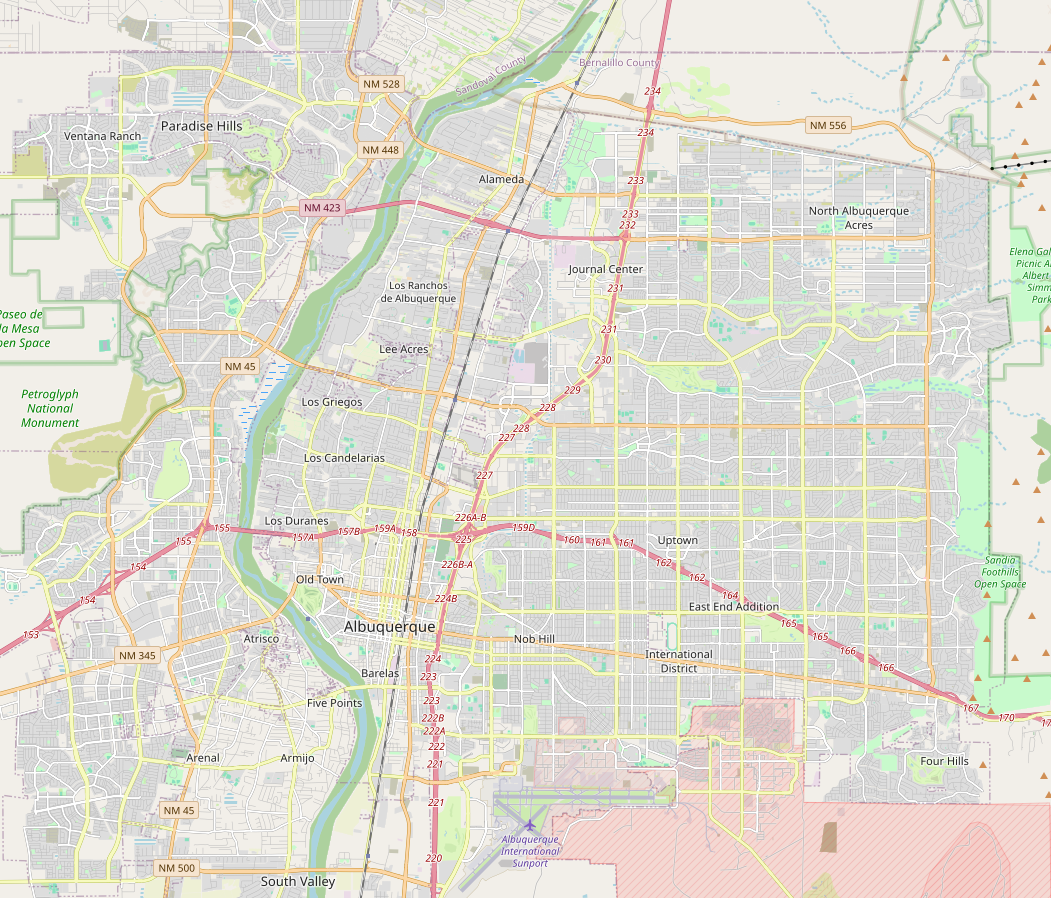 Bernalillo County
Sandoval County
NM 528
234
NM 556
234
Ventana Ranch
Paradise Hills
NM 448
Alameda
233
NM 423
233
232
North Albuquerque
Acres
Journal Center
Los Ranchos
de Albuquerque
231
Paseo de
la Mesa
Open Space
231
Lee Acres
NM 45
230
229
228
Petroglyph
National
Monument
Los Griegos
228
227
Los Candelarias
227
226A-B
Los Duranes
155
157A
157B
159A
158
159D
225
155
160
161
161
Uptown
162
154
226B-A
162
Old Town
164
154
224B
East End Addition
153
Albuquerque
165
165
Atrisco
Nob Hill
166
NM 345
224
International
District
166
Barelas
223
Five Points
223
167
170
222B
222A
222
Arenal
Armijo
221
Four Hills
NM 45
221
Albuquerque
International
Sunport
220
NM 500
South Valley
Sandia
Foothills
Open Space
Picnic
Albert
Park